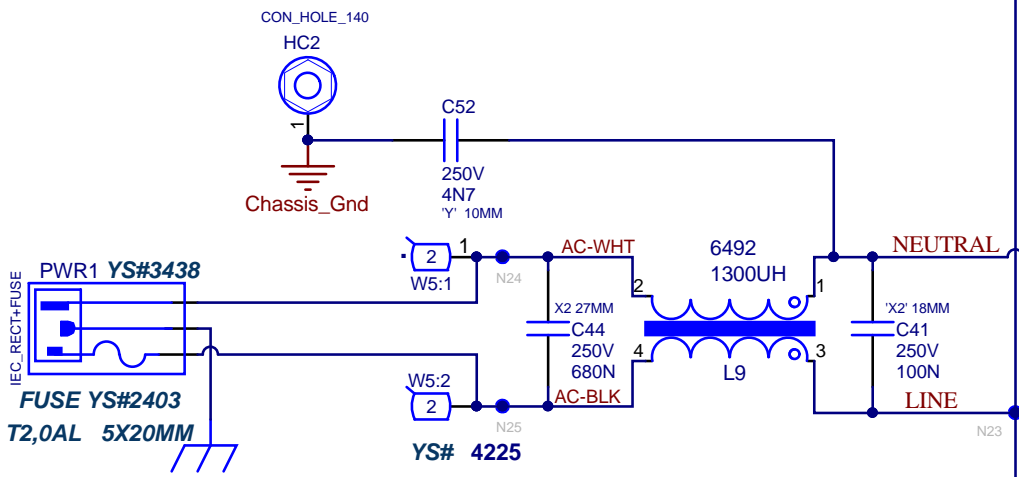 CON_HOLE_140
HC2
1
Chassis_Gnd
C52
250V
4N7
'Y' 10MM
PWR1 YS#3438
IEC_RECT+FUSE
FUSE YS#2403
T2,0AL 5X20MM
1
2
W5:1
N24
AC-WHT
W5:2
2
N25
AC-BLK
YS# 4225
X2 27MM
C44
250V
680N
6492
1300UH
2
1
4
3
L9
NEUTRAL
'X2' 18MM
C41
250V
100N
LINE
N23